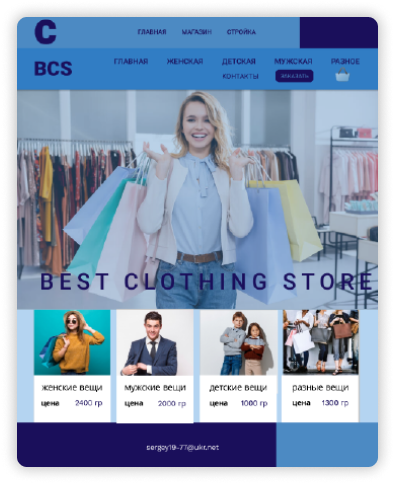 C
ГЛАВНАЯ МАГАЗИН СТРОЙКА
BCS
ГЛАВНАЯ ЖЕНСКАЯ ДЕТСКАЯ МУЖСКАЯ РАЗНОЕ
КОНТАКТЫ ЗАКАЗАТЬ
BEST CLOTHING STORE
женские вещи мужские вещи детские вещи разные вещи
цена 2400 гр цена 2000 гр цена 1080 гр цена 1300 гр
sergey19-77@ukr.net